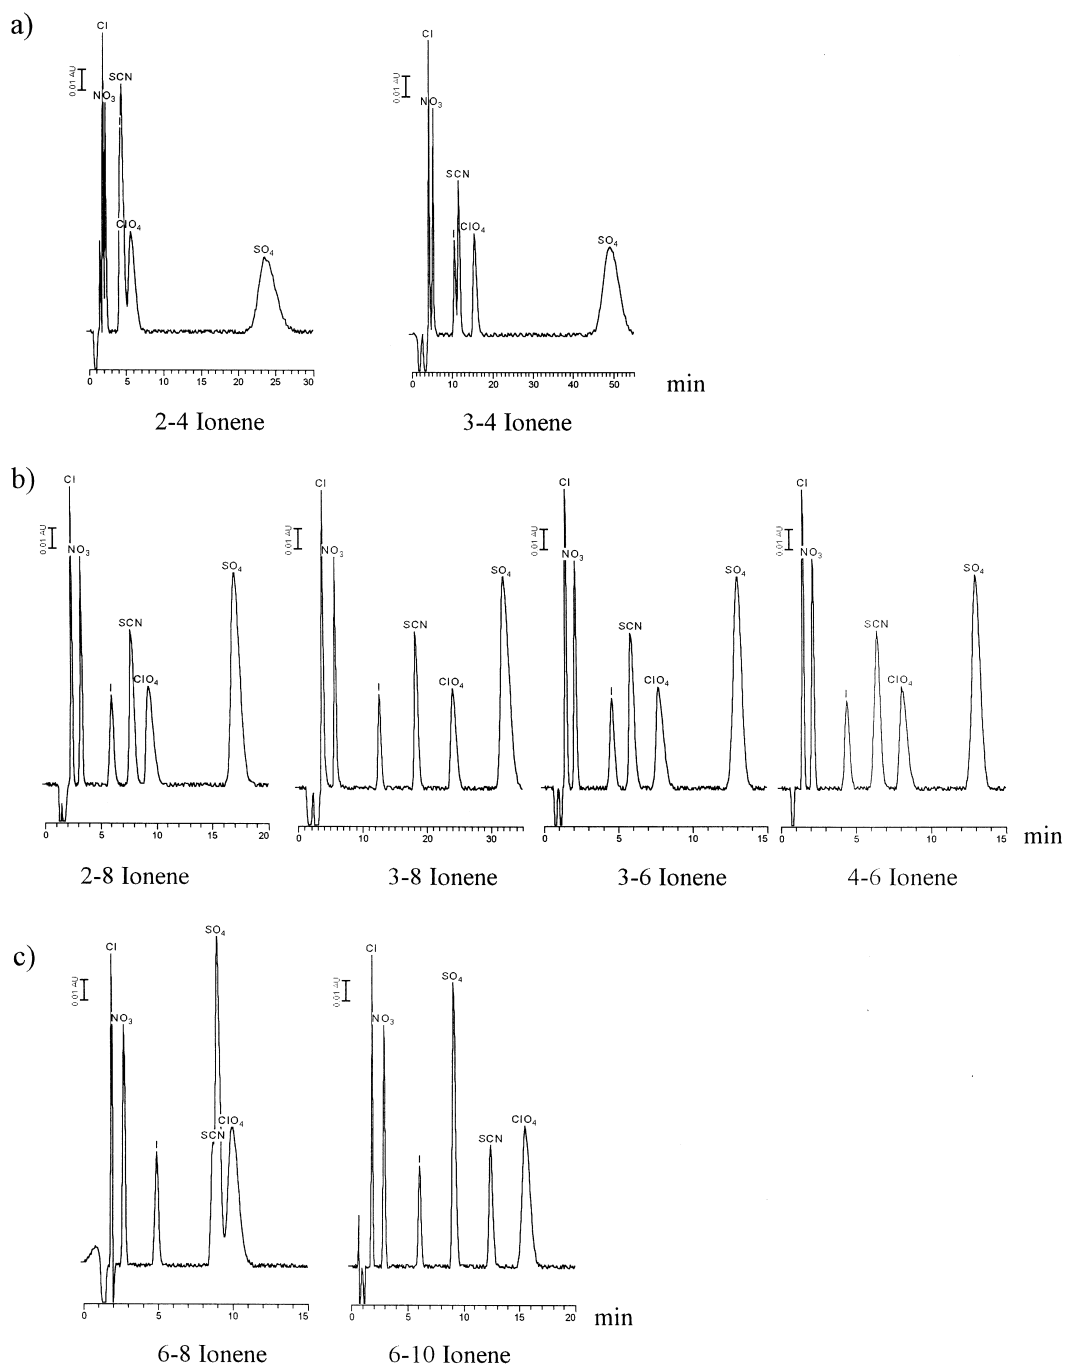 a)
Cl
0.01 AU
SCN
NO3
I
ClO4
SO4
0 5 10 15 20 25 30
2-4 Ionene
Cl
0.01 AU
NO3
SCN
I
ClO4
SO4
0 10 20 30 40 50
min
3-4 Ionene
b)
Cl
0.01 AU
NO3
I
SCN
ClO4
SO4
0 5 10 15 20
2-8 Ionene
Cl
0.01 AU
NO3
I
SCN
ClO4
SO4
0 10 20 30
3-8 Ionene
Cl
0.01 AU
NO3
I
SCN
ClO4
SO4
0 5 10 15
3-6 Ionene
Cl
0.01 AU
NO3
I
SCN
ClO4
SO4
0 5 10 15
min
4-6 Ionene
c)
Cl
0.01 AU
NO3
I
SO4
SCN
ClO4
0 5 10 15
6-8 Ionene
Cl
0.01 AU
NO3
I
SO4
SCN
ClO4
0 5 10 15 20
min
6-10 Ionene